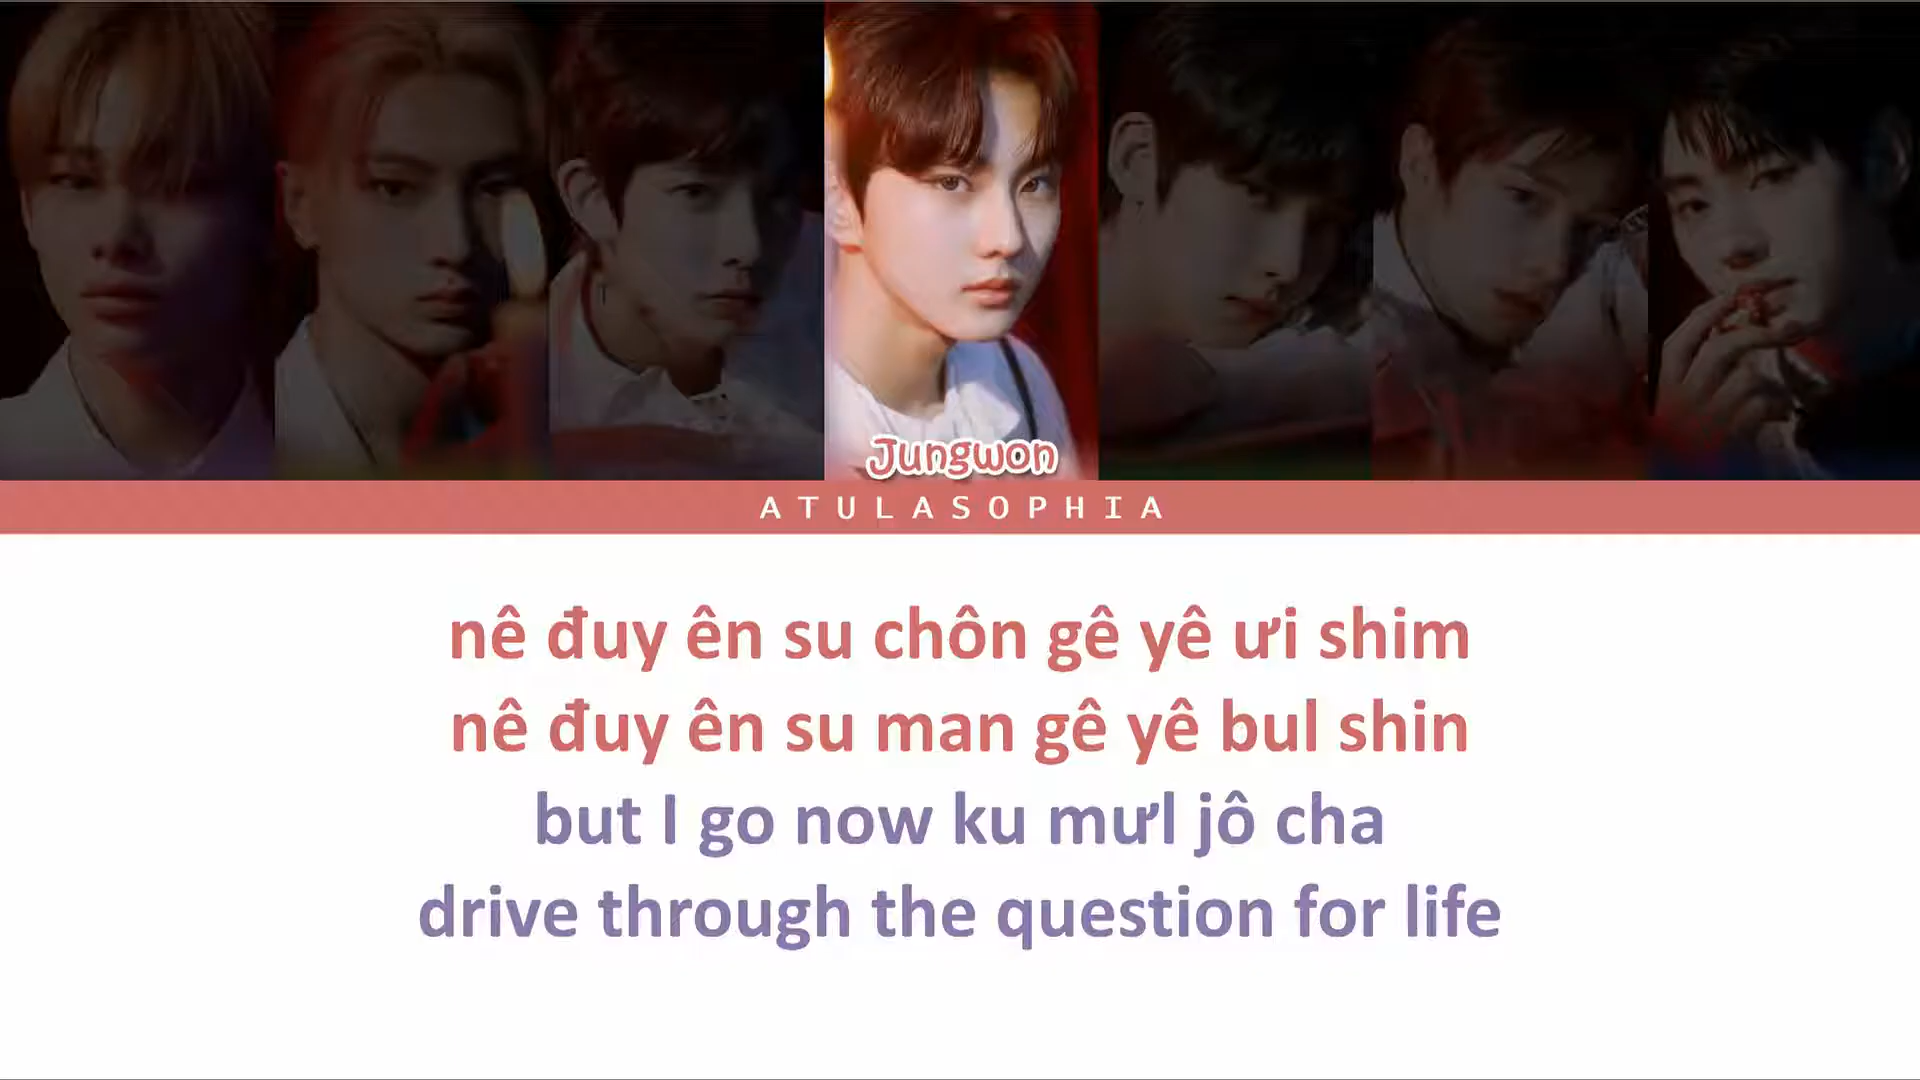 Jungwon
ATULASOPHIA
nê đuy ên su chôn gê yê ưi shim
nê đuy ên su man gê yê bul shin
but I go now ku mưl jô cha
drive through the question for life